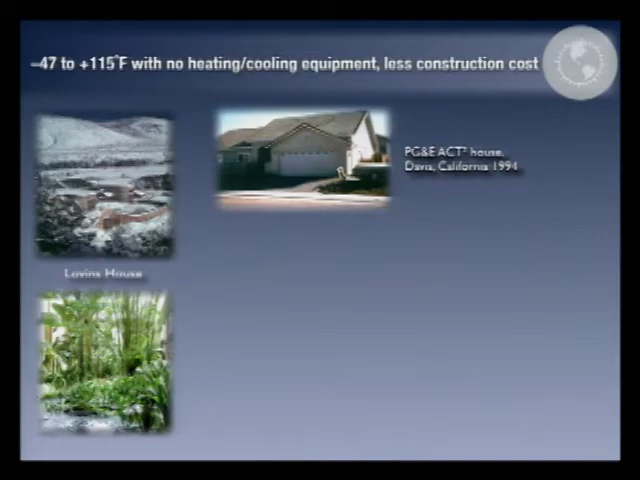 –47 to +115°F with no heating/cooling equipment, less construction cost
PG&E ACT² house,
Davis, California 1994
Lovins House